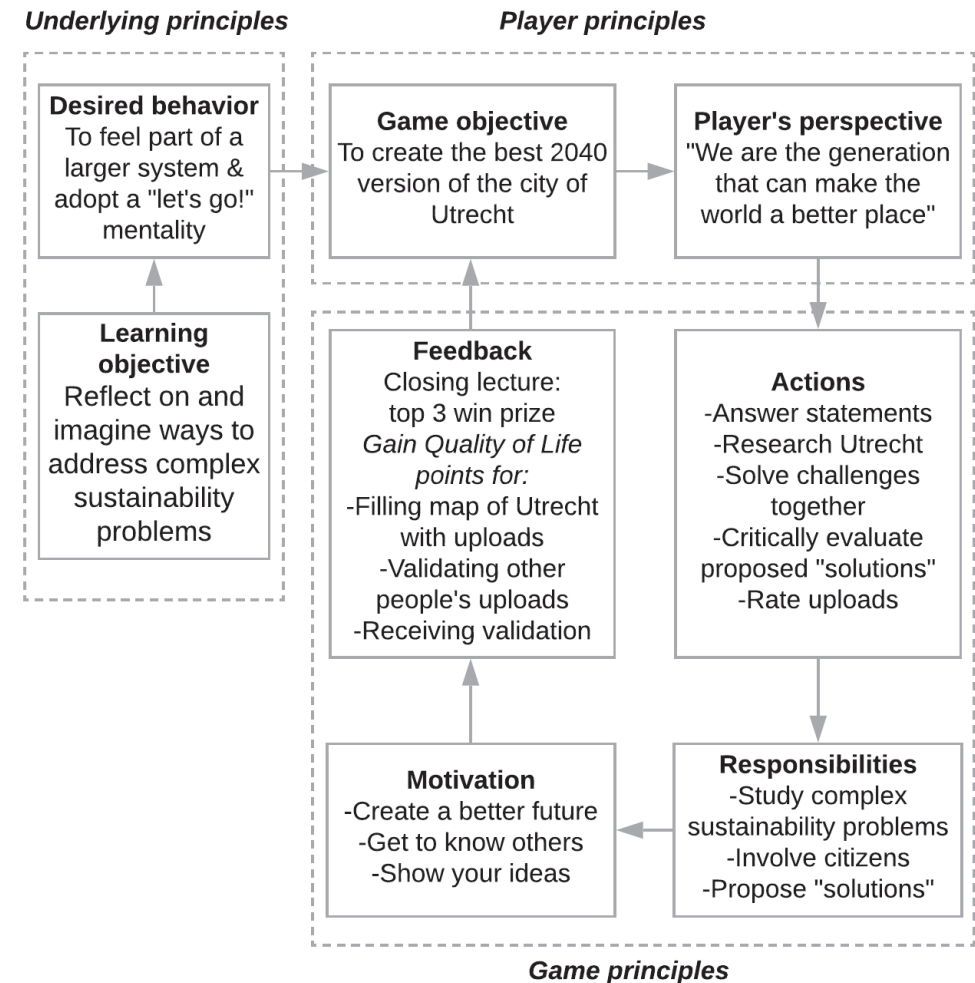 Underlying principles
Player principles
Desired behavior
To feel part of a
larger system &
adopt a "let's go!"
mentality
Game objective
To create the best 2040
version of the city of
Utrecht
Player's perspective
"We are the generation
that can make the
world a better place"
Learning
objective
Reflect on and
imagine ways to
address complex
sustainability
problems
Feedback
Closing lecture:
top 3 win prize
Gain Quality of Life
points for:
-Filling map of Utrecht
with uploads
-Validating other
people's uploads
-Receiving validation
Actions
-Answer statements
-Research Utrecht
-Solve challenges
together
-Critically evaluate
proposed "solutions"
-Rate uploads
Motivation
-Create a better future
-Get to know others
-Show your ideas
Responsibilities
-Study complex
sustainability problems
-Involve citizens
-Propose "solutions"
Game principles